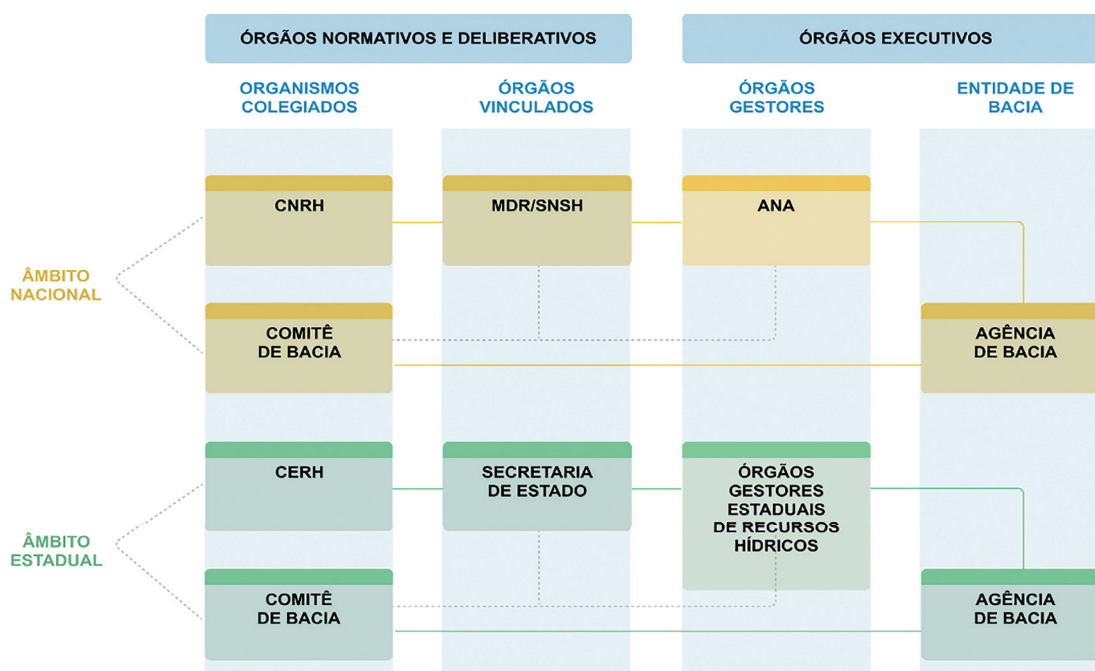 ÓRGÃOS NORMATIVOS E DELIBERATIVOS
ÓRGÃOS EXECUTIVOS
ORGANISMOS
COLEGIADOS
ÓRGÃOS
VINCULADOS
ÓRGÃOS
GESTORES
ENTIDADE DE
BACIA
ÂMBITO
NACIONAL
CNRH
MDR/SNSH
ANA
COMITÊ
DE BACIA
AGÊNCIA
DE BACIA
ÂMBITO
ESTADUAL
CERH
SECRETARIA
DE ESTADO
ÓRGÃOS
GESTORES
ESTADUAIS
DE RECURSOS
HÍDRICOS
COMITÊ
DE BACIA
AGÊNCIA
DE BACIA